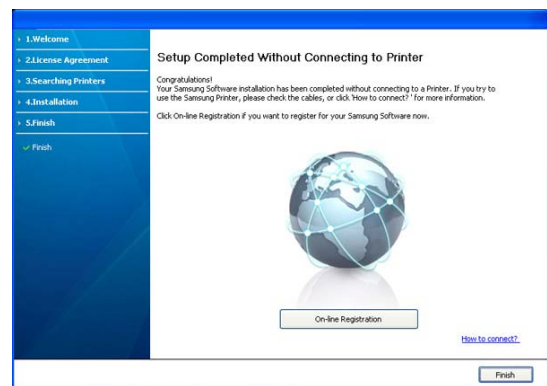 1.Welcome
2.License Agreement
3.Searching Printers
4.Installation
5.Finish
Finish
Setup Completed Without Connecting to Printer
Congratulations!
Your Samsung Software installation has been completed without connecting to a Printer. If you try to
use the Samsung Printer, please check the cables, or click 'How to connect? ' for more information.
Click On-line Registration if you want to register for your Samsung Software now.
On-line Registration
How to connect?
Finish